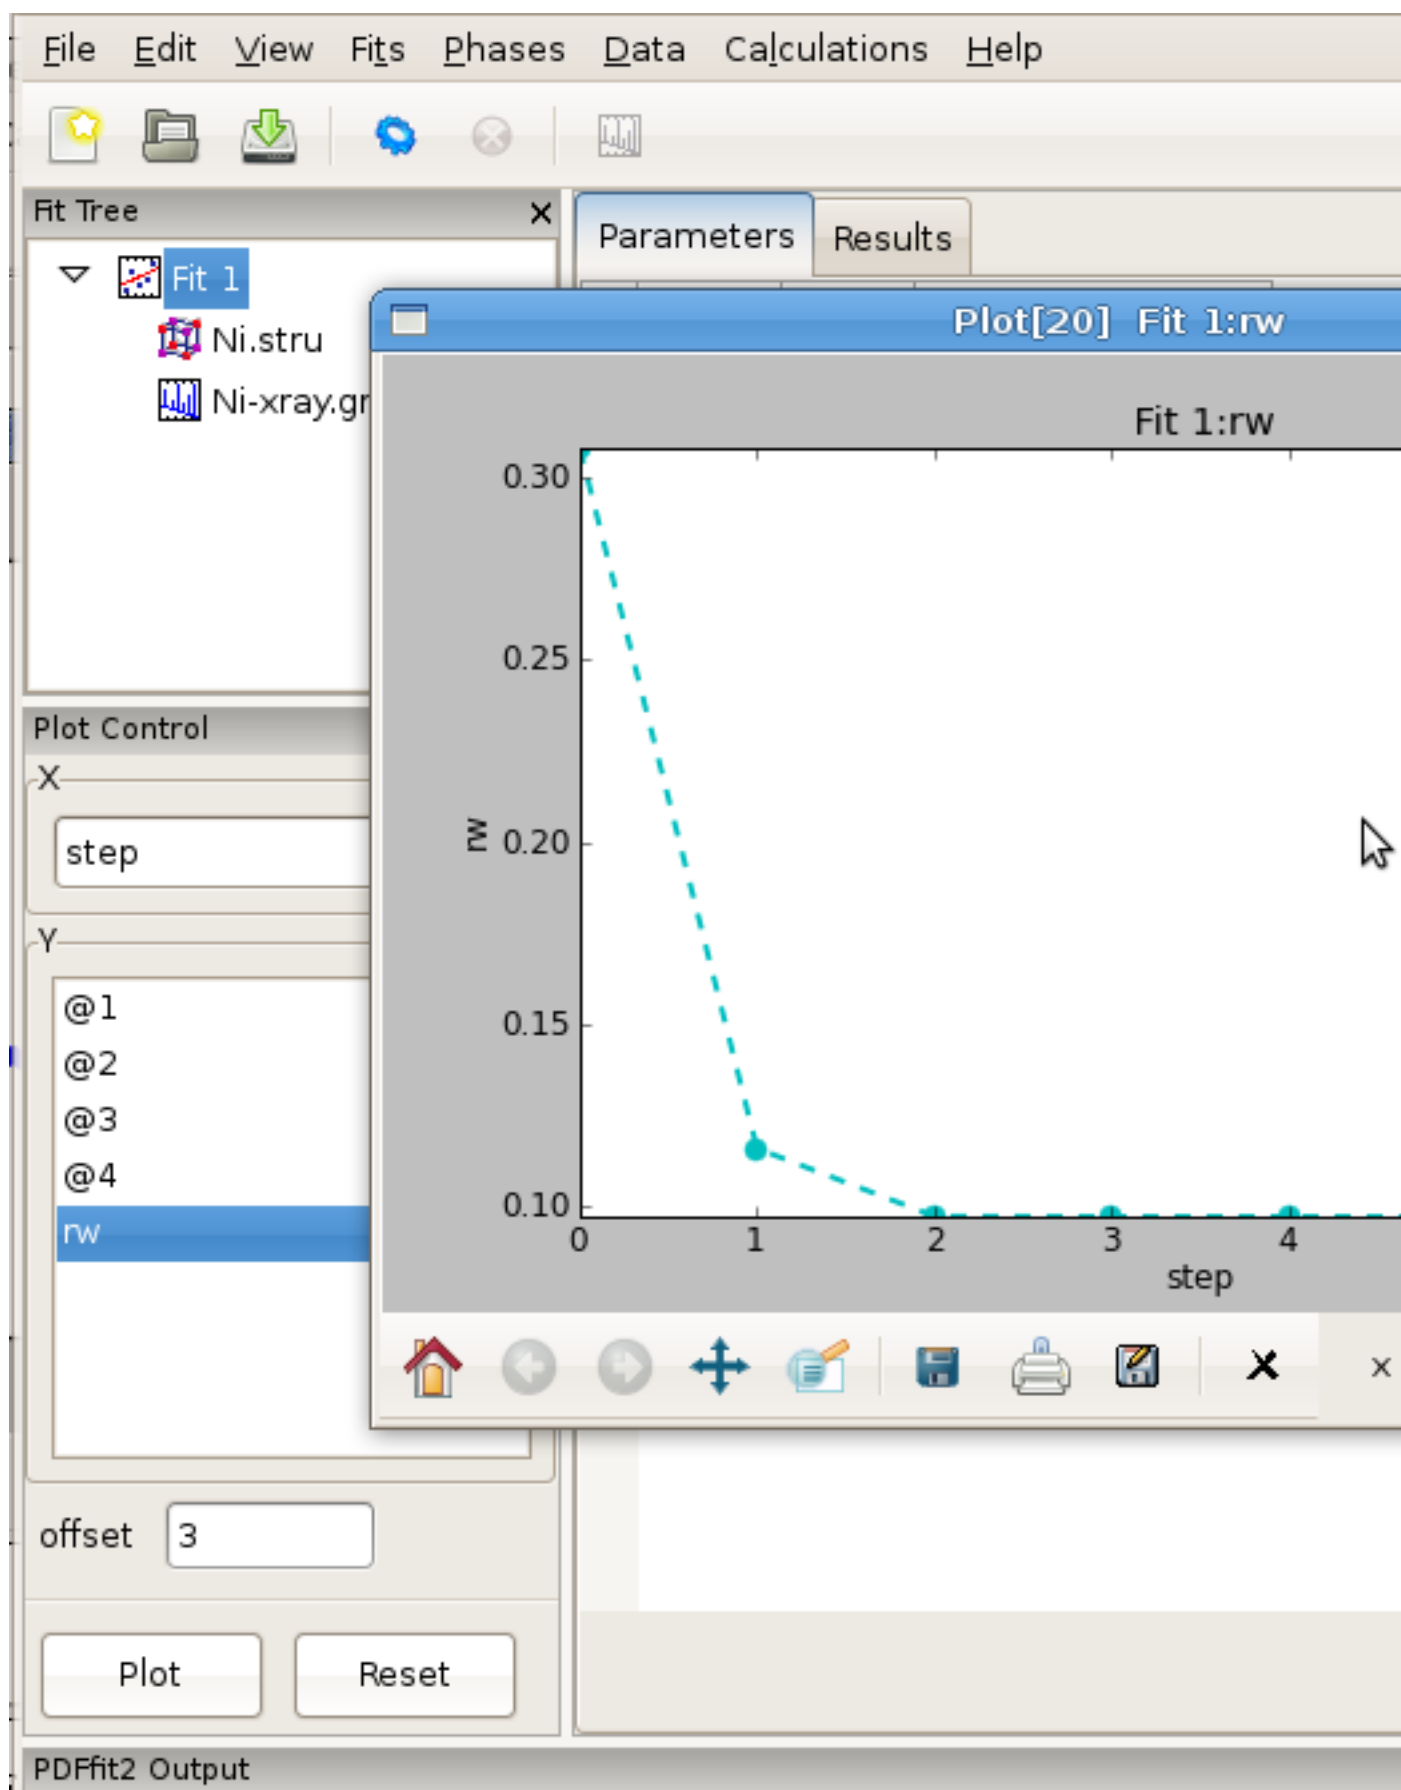 File Edit View Fits Phases Data Calculations Help
Fit Tree
Parameters Results
Fit 1
Ni.stru
Ni-xray.gr
Plot[20] Fit 1:rw
Fit 1:rw
0.30
0.25
0.20
0.15
0.10
rw
0 1 2 3 4
step
x
Plot Control
X
step
Y
@1
@2
@3
@4
rw
offset 3
Plot Reset
PDFfit2 Output